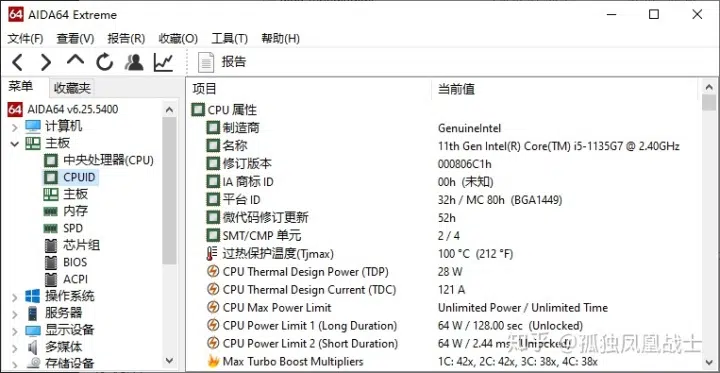 64 AIDA64 Extreme
文件(F) 查看(V) 报告(R) 收藏(O) 工具(T) 帮助(H)
报告
菜单 收藏夹
项目 当前值
64 AIDA64 v6.25.5400
计算机
主板
中央处理器(CPU)
CPUID
主板
内存
SPD
芯片组
BIOS
ACPI
操作系统
服务器
显示设备
多媒体
存储设备
CPU 属性
制造商 GenuineIntel
名称 11th Gen Intel(R) Core(TM) i5-1135G7 @ 2.40GHz
修订版本 000806C1h
IA 商标 ID 00h (未知)
平台 ID 32h / MC 80h (BGA1449)
微代码修订更新 52h
SMT/CMP 单元 2 / 4
过热保护温度(Tjmax) 100 °C (212 °F)
CPU Thermal Design Power (TDP) 28 W
CPU Thermal Design Current (TDC) 121 A
CPU Max Power Limit Unlimited Power / Unlimited Time
CPU Power Limit 1 (Long Duration) 64 W / 128.00 sec (Unlocked)
CPU Power Limit 2 (Short Duration) 64 W / 2.44 ms (Unlocked)
Max Turbo Boost Multipliers 1C: 42x, 2C: 42x, 3C: 38x, 4C: 38x
知乎 @孤独凤凰战士